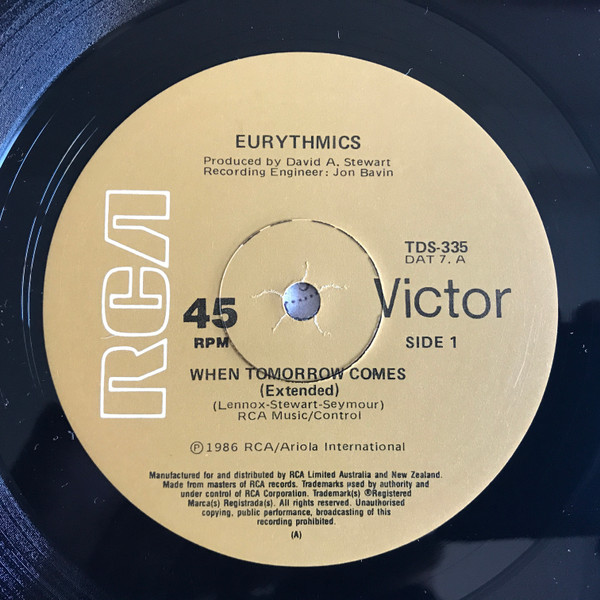 EURYTHMICS
Produced by David A. Stewart
Recording Engineer: Jon Bavin
RCA
TDS-335
DAT 7. A
45
RPM
Victor
SIDE 1
WHEN TOMORROW COMES
(Extended)
(Lennox-Stewart-Seymour)
RCA Music/Control
Ⓟ 1986 RCA/Ariola International
Manufactured for and distributed by RCA Limited Australia and New Zealand.
Made from masters of RCA records. Trademarks used by authority and
under control of RCA Corporation. Trademark(s) ®Registered
Marca(s) Registrada(s). All rights reserved. Unauthorised
copying, public performance, broadcasting of this
recording prohibited.
(A)